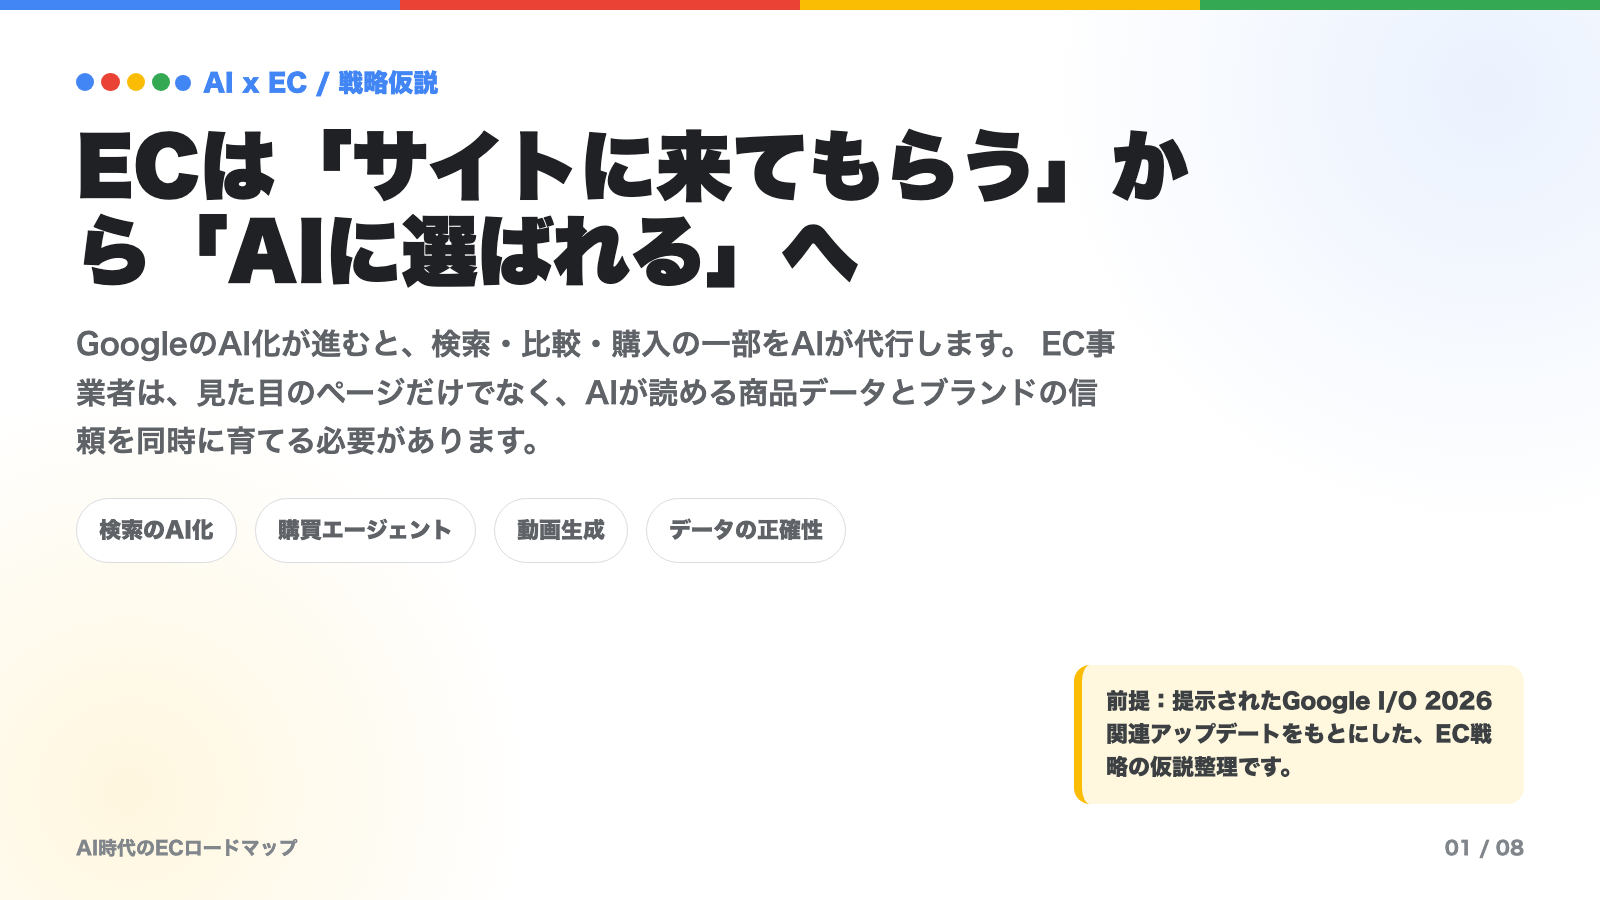 AI x EC / 戦略仮説
ECは「サイトに来てもらう」か
ら「AIに選ばれる」へ
GoogleのAI化が進むと、検索・比較・購入の一部をAIが代行します。 EC事
業者は、見た目のページだけでなく、AIが読める商品データとブランドの信
頼を同時に育てる必要があります。
検索のAI化
購買エージェント
動画生成
データの正確性
前提：提示されたGoogle I/O 2026
関連アップデートをもとにした、EC戦
略の仮説整理です。
AI時代のECロードマップ
01 / 08